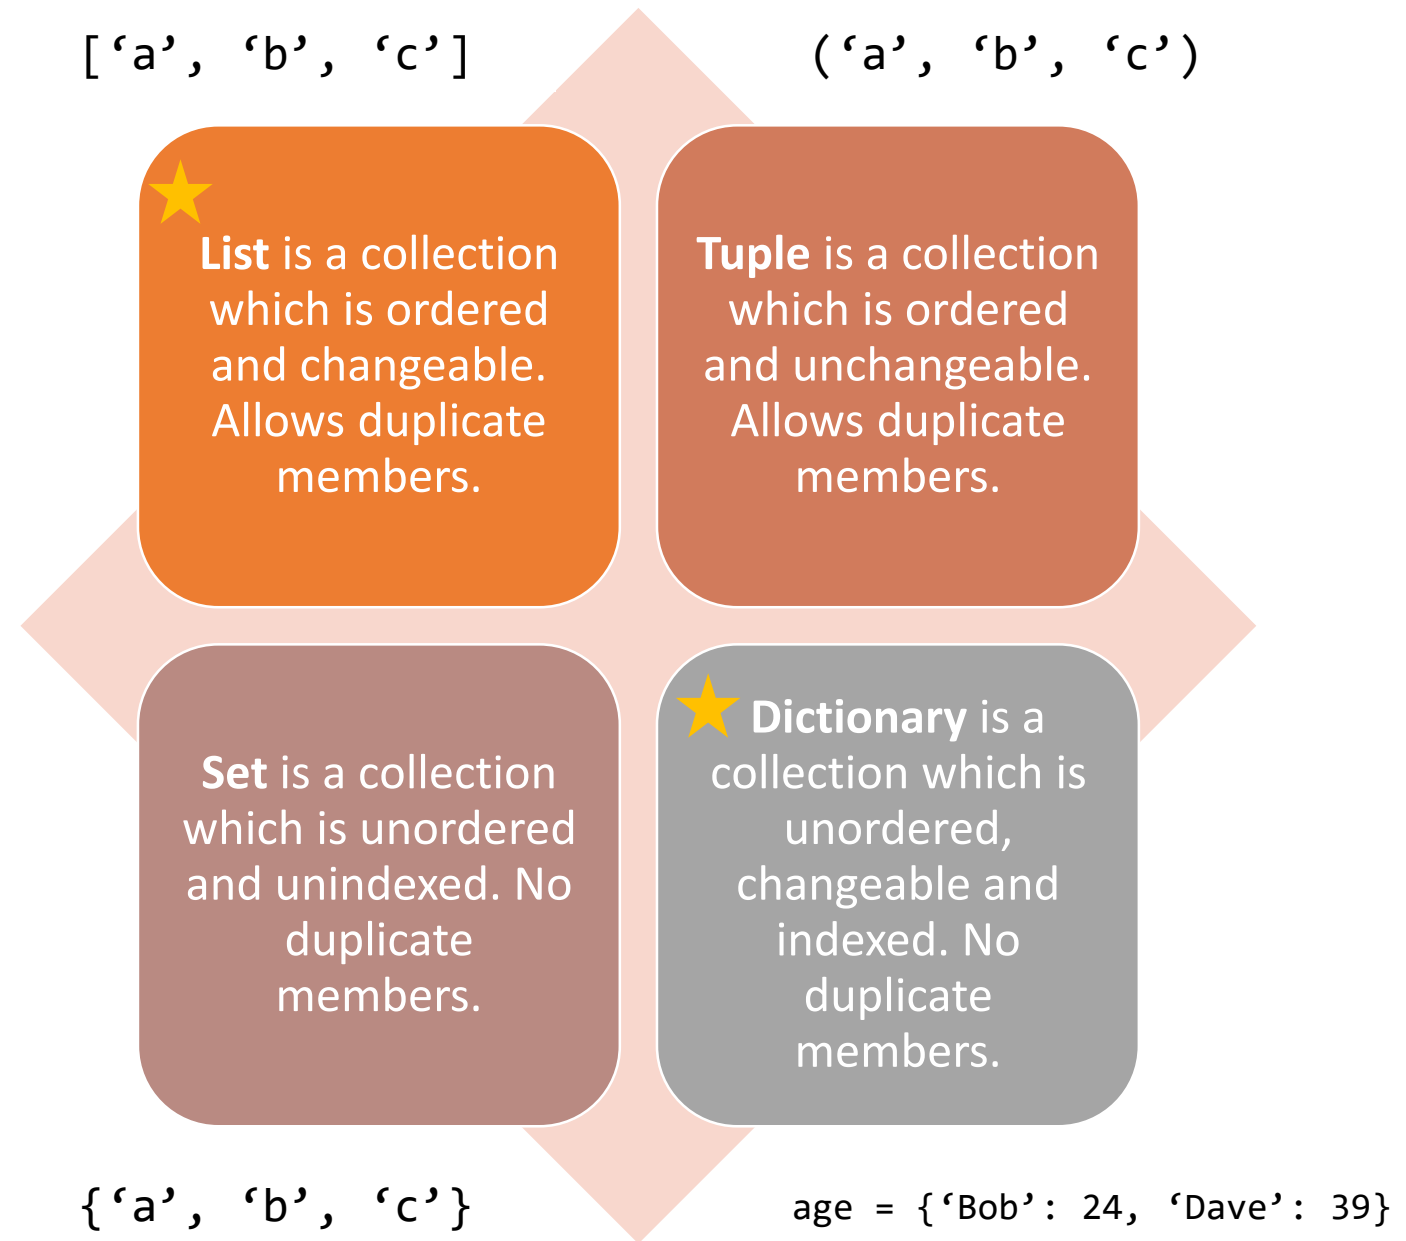 [‘a’, ‘b’, ‘c’]
(‘a’, ‘b’, ‘c’)
List is a collection
which is ordered
and changeable.
Allows duplicate
members.
Tuple is a collection
which is ordered
and unchangeable.
Allows duplicate
members.
Set is a collection
which is unordered
and unindexed. No
duplicate
members.
Dictionary is a
collection which is
unordered,
changeable and
indexed. No
duplicate
members.
{‘a’, ‘b’, ‘c’}
age = {‘Bob’: 24, ‘Dave’: 39}